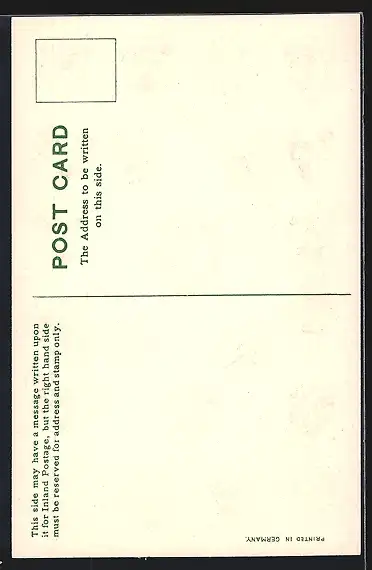 This side may have a message written upon
it for Inland Postage, but the right hand side
must be reserved for address and stamp only.
POST CARD
The Address to be written
on this side.
PRINTED IN GERMANY.